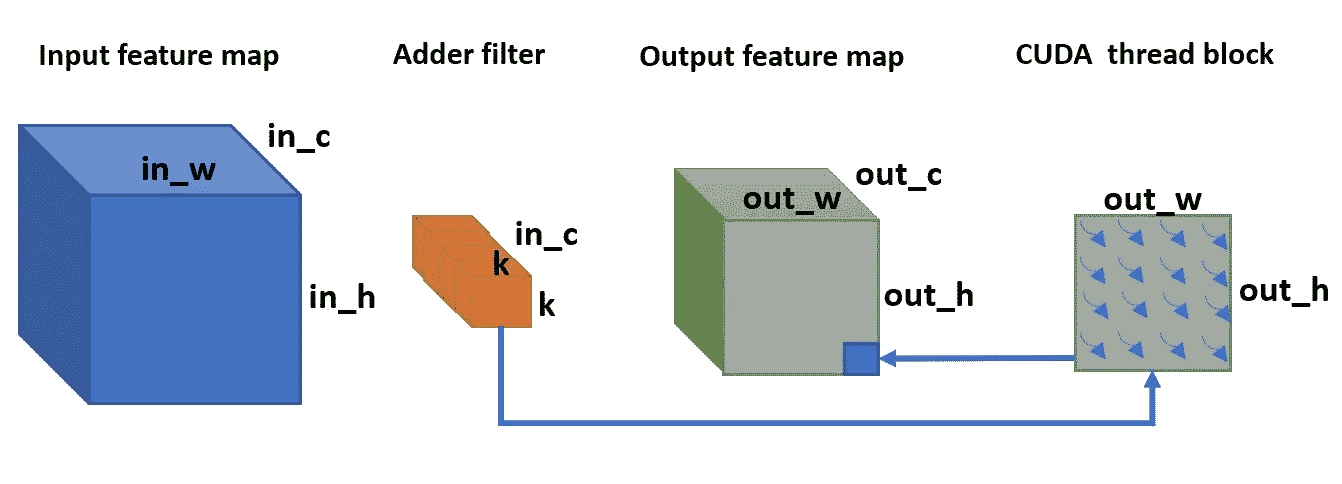 Input feature map
Adder filter
Output feature map
CUDA thread block
in_c
in_w
in_h
in_c
k
k
out_c
out_w
out_h
out_w
out_h